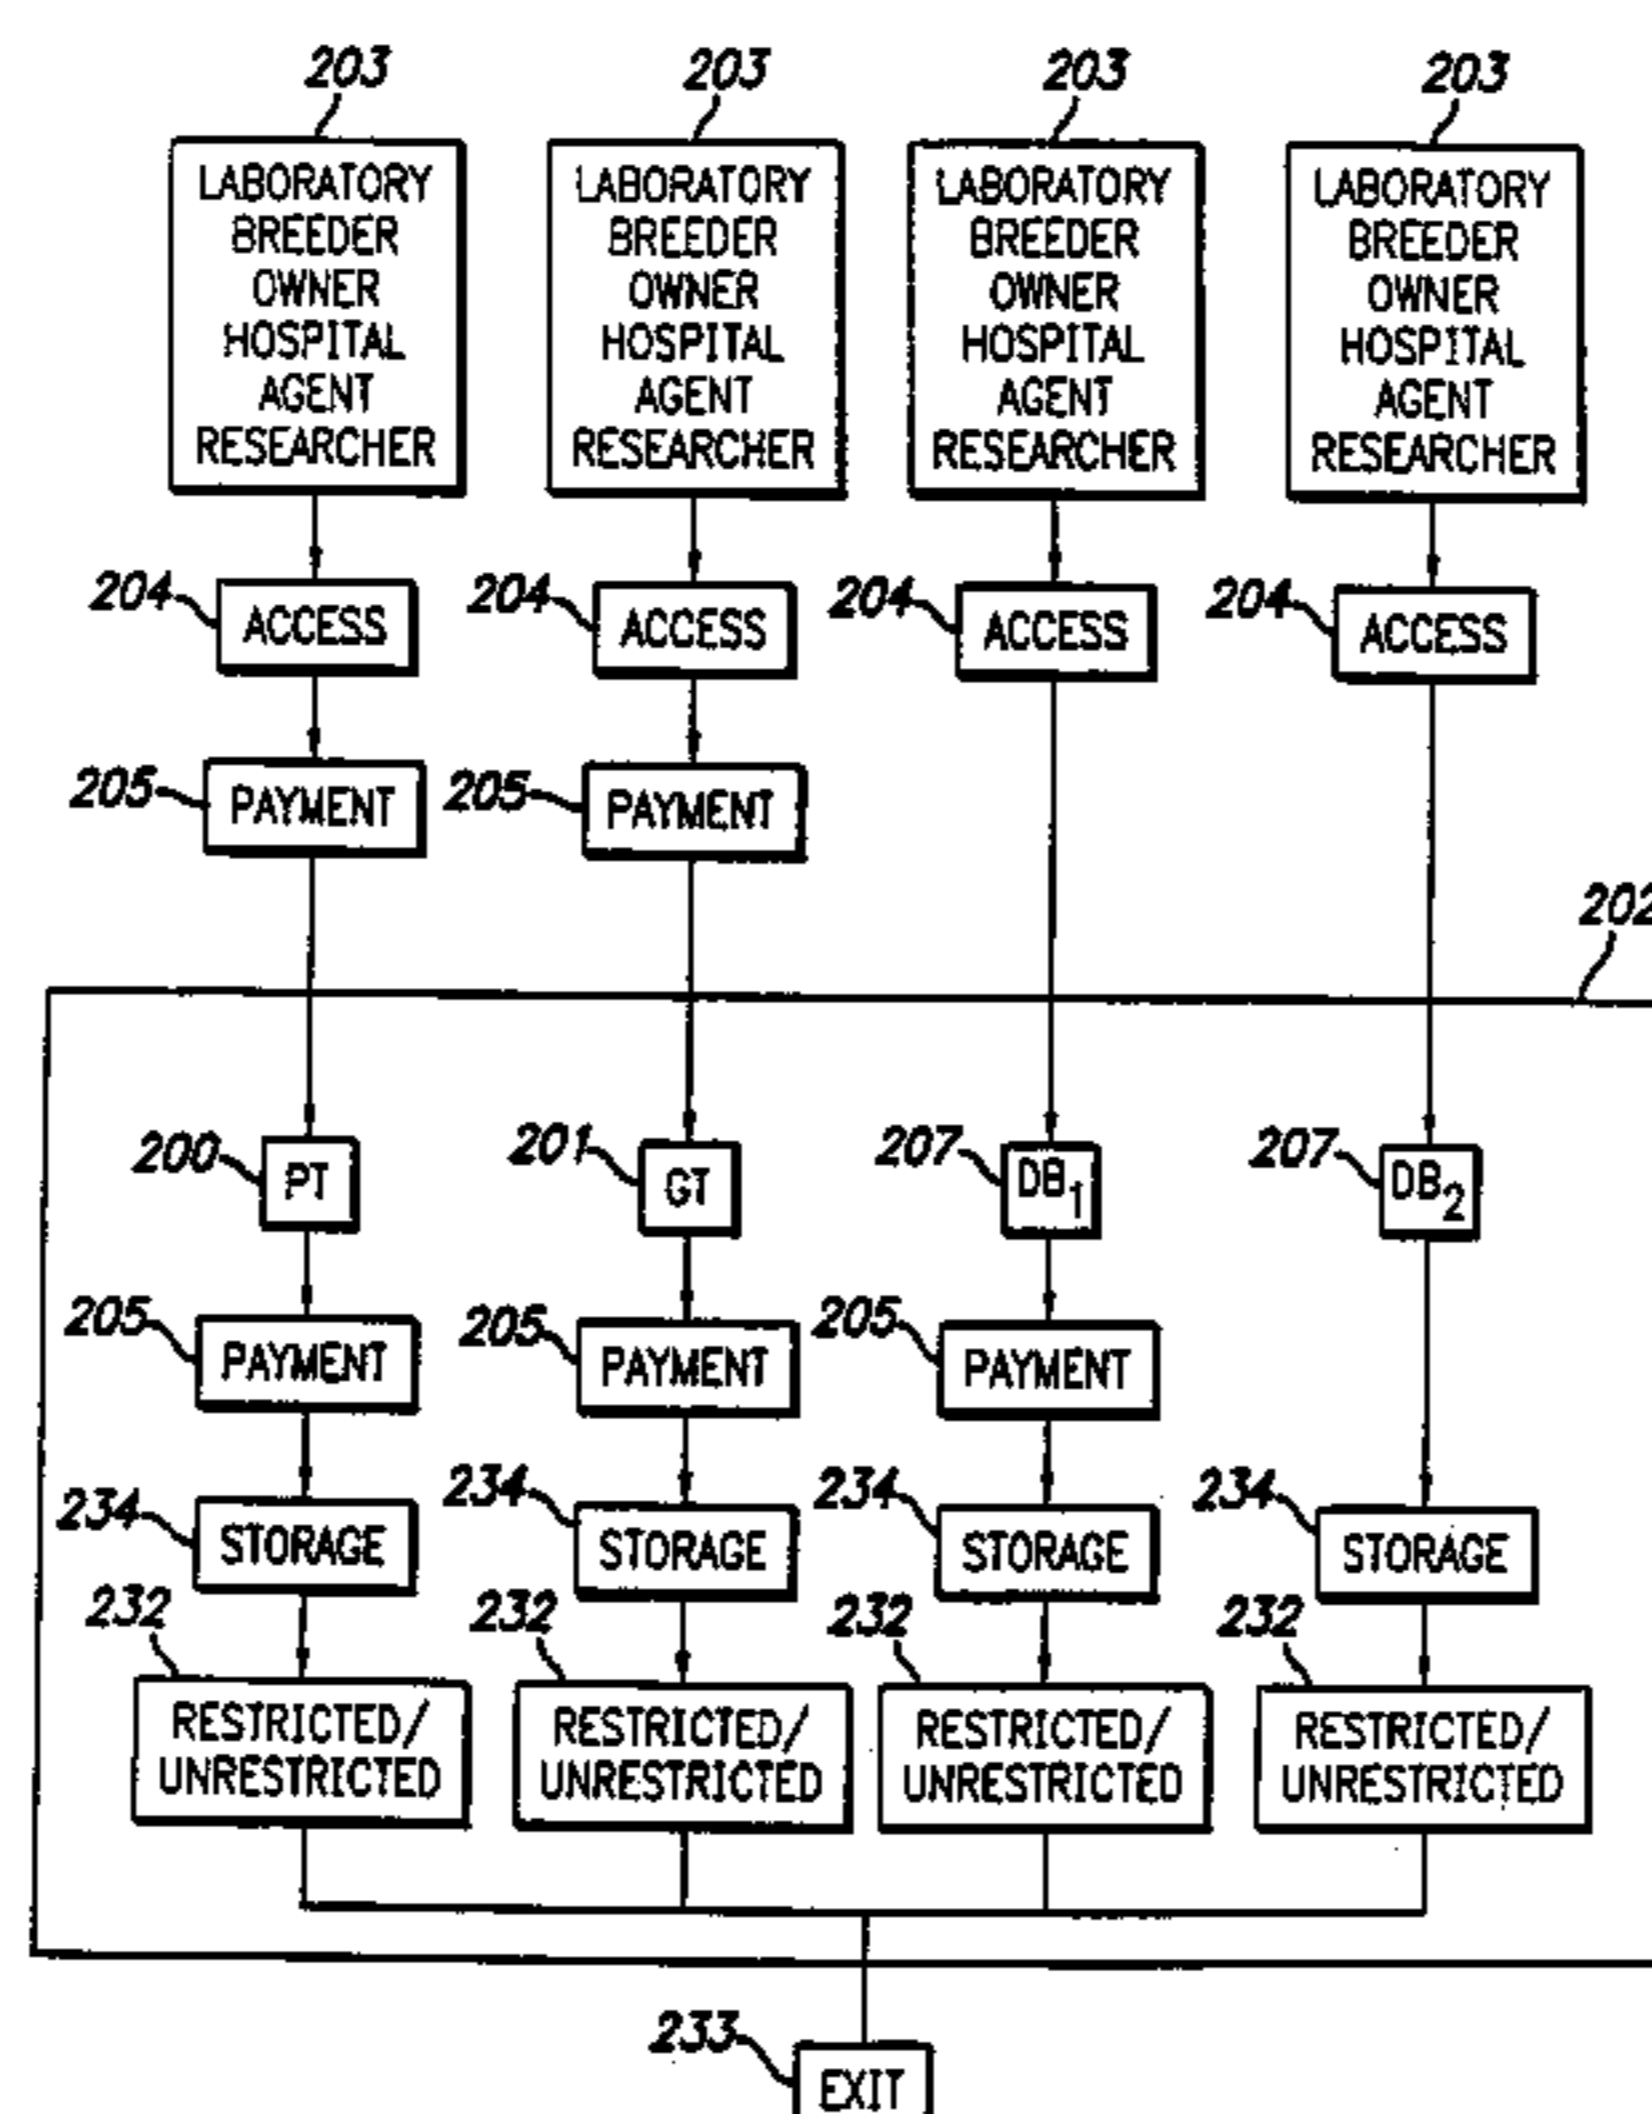 203 203 203 203
LABORATORY LABORATORY LABORATORY LABORATORY
BREEDER BREEDER BREEDER BREEDER
OWNER OWNER OWNER OWNER
HOSPITAL HOSPITAL HOSPITAL HOSPITAL
AGENT AGENT AGENT AGENT
RESEARCHER RESEARCHER RESEARCHER RESEARCHER
204 ACCESS 204 ACCESS 204 ACCESS 204 ACCESS
205 PAYMENT 205 PAYMENT
202
200 PT 201 GT 207 DB1 207 DB2
205 PAYMENT 205 PAYMENT 205 PAYMENT
234 STORAGE 234 STORAGE 234 STORAGE 234 STORAGE
232 232 232 232
RESTRICTED/ RESTRICTED/ RESTRICTED/ RESTRICTED/
UNRESTRICTED UNRESTRICTED UNRESTRICTED UNRESTRICTED
233 EXIT